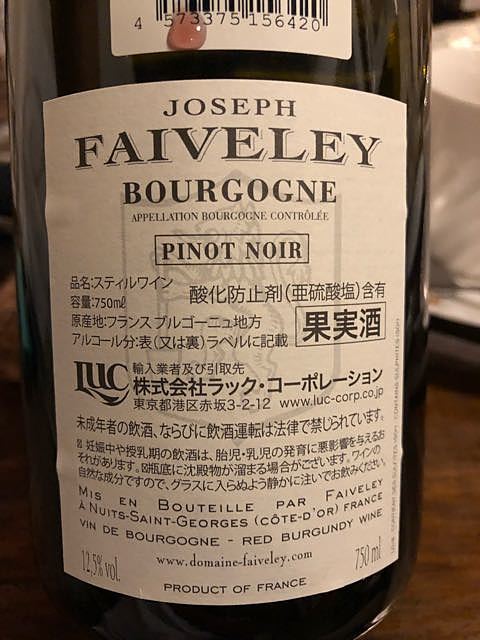 4 573375 156420
JOSEPH
FAIVELEY
BOURGOGNE
APPELLATION BOURGOGNE CONTRÔLÉE
PINOT NOIR
品名:スティルワイン
容量:750mℓ 酸化防止剤(亜硫酸塩)含有
原産地:フランス ブルゴーニュ地方
アルコール分:表(又は裏)ラベルに記載 果実酒
LUC 輸入業者及び引取先
株式会社ラック・コーポレーション
東京都港区赤坂3-2-12 www.luc-corp.co.jp
未成年者の飲酒、ならびに飲酒運転は法律で禁じられています。
妊娠中や授乳期の飲酒は、胎児・乳児の発育に悪影響を与えるお
それがあります。瓶底に沈殿物が溜まる場合がございます。ワインの
自然な成分ですので、グラスに入らぬよう静かに注いでお飲みください。
MIS EN BOUTEILLE PAR FAIVELEY
À NUITS-SAINT-GEORGES (CÔTE-D'OR) FRANCE
VIN DE BOURGOGNE - RED BURGUNDY WINE
12,5% vol. www.domaine-faiveley.com 750 ml
PRODUCT OF FRANCE